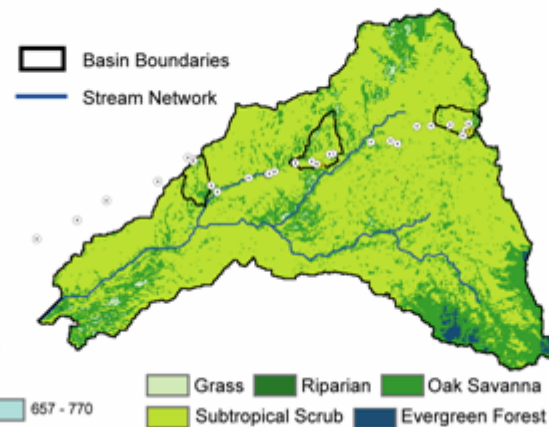 Basin Boundaries
Stream Network
Grass Riparian Oak Savanna
657 - 770
Subtropical Scrub Evergreen Forest